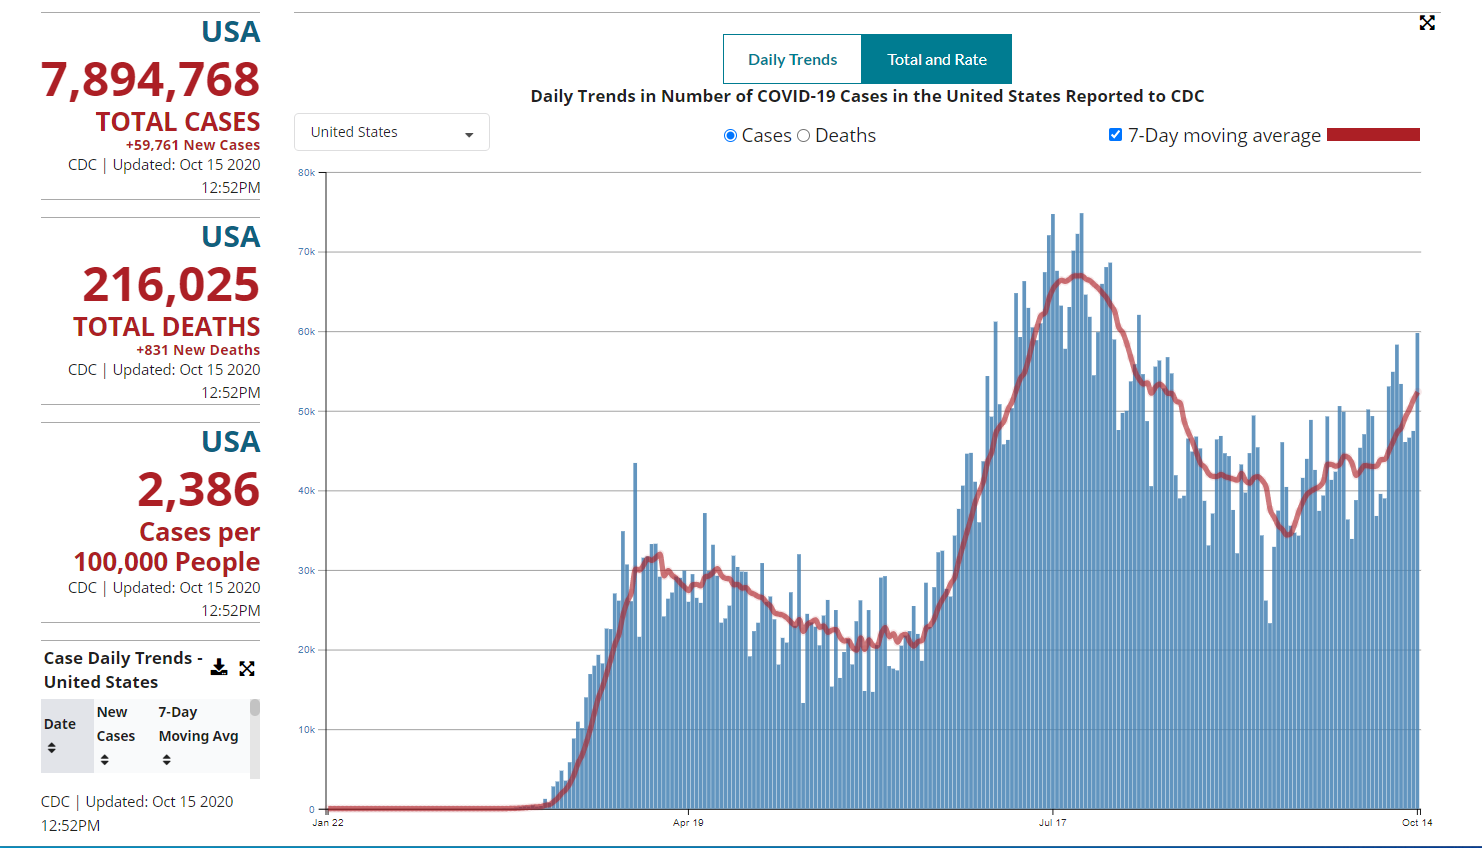 USA
7,894,768
TOTAL CASES
+59,761 New Cases
CDC | Updated: Oct 15 2020
12:52PM
USA
216,025
TOTAL DEATHS
+831 New Deaths
CDC | Updated: Oct 15 2020
12:52PM
USA
2,386
Cases per
100,000 People
CDC | Updated: Oct 15 2020
12:52PM
Case Daily Trends -
United States
Date
New
Cases
7-Day
Moving Avg
CDC | Updated: Oct 15 2020
12:52PM
Daily Trends
Total and Rate
Daily Trends in Number of COVID-19 Cases in the United States Reported to CDC
United States
Cases
Deaths
7-Day moving average
80k
70k
60k
50k
40k
30k
20k
10k
0
Jan 22
Apr 19
Jul 17
Oct 14